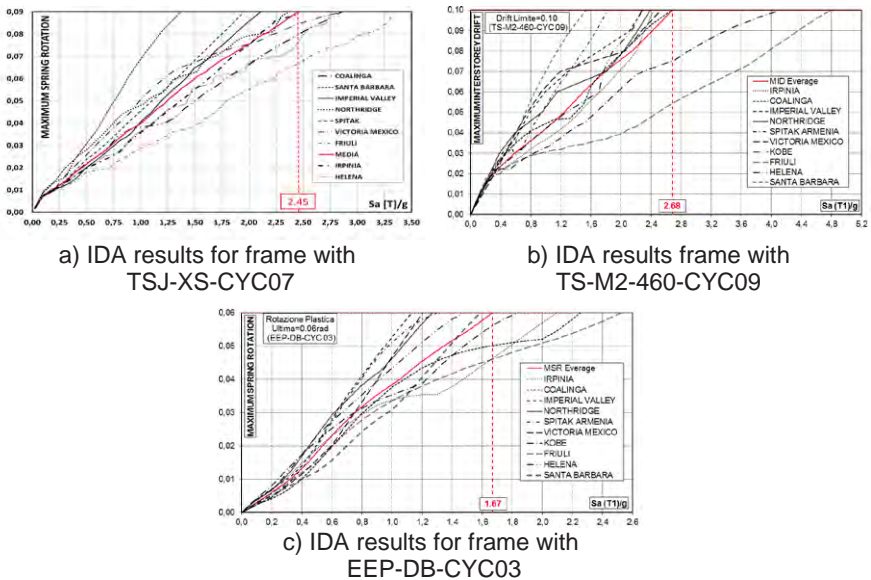 a)
MAXIMUM SPRING ROTATION
0,09
0,08
0,07
0,06
0,05
0,04
0,03
0,02
0,01
0,00
COALINGA
SANTA BARBARA
IMPERIAL VALLEY
NORTHRIDGE
SPITAK
VICTORIA MEXICO
FRIULI
MEDIA
IRPINIA
HELENA
2.45
Sa (T)/g
0,00 0,25 0,50 0,75 1,00 1,25 1,50 1,75 2,00 2,25 2,50 2,75 3,00 3,25 3,50
a) IDA results for frame with
TSJ-XS-CYC07
b)
MAXIMUM INTERSTOREY DRIFT
0.10
0.09
0.08
0.07
0.06
0.05
0.04
0.03
0.02
0.01
0.00
Drift Limite=0.10
(TS-M2-460-CYC09)
MID Average
IRPINIA
COALINGA
IMPERIAL VALLEY
NORTHRIDGE
SPITAK ARMENIA
VICTORIA MEXICO
KOBE
FRIULI
HELENA
SANTA BARBARA
2.68
Sa (T1)/g
0,0 0,4 0,8 1,2 1,6 2,0 2,4 2,8 3,2 3,6 4,0 4,4 4,8 5,2
b) IDA results frame with
TS-M2-460-CYC09
MAXIMUM SPRING ROTATION
0,06
0,05
0,04
0,03
0,02
0,01
0,00
Rotazione Plastica
Ultima=0.06rad
(EEP-DB-CYC03)
MSR Average
IRPINIA
COALINGA
IMPERIAL VALLEY
NORTHRIDGE
SPITAK ARMENIA
VICTORIA MEXICO
KOBE
FRIULI
HELENA
SANTA BARBARA
1.67
Sa (T1)/g
0,0 0,2 0,4 0,6 0,8 1,0 1,2 1,4 1,6 1,8 2,0 2,2 2,4 2,6
c) IDA results for frame with
EEP-DB-CYC03